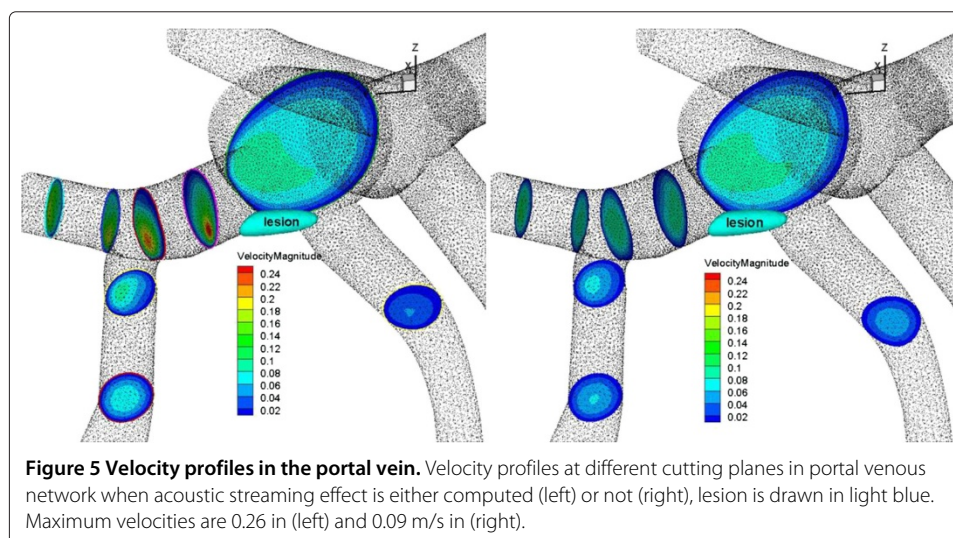 Z
X
lesion
VelocityMagnitude
0.24
0.22
0.2
0.18
0.16
0.14
0.12
0.1
0.08
0.06
0.04
0.02
Z
X
lesion
VelocityMagnitude
0.24
0.22
0.2
0.18
0.16
0.14
0.12
0.1
0.08
0.06
0.04
0.02
Figure 5 Velocity profiles in the portal vein. Velocity profiles at different cutting planes in portal venous
network when acoustic streaming effect is either computed (left) or not (right), lesion is drawn in light blue.
Maximum velocities are 0.26 in (left) and 0.09 m/s in (right).